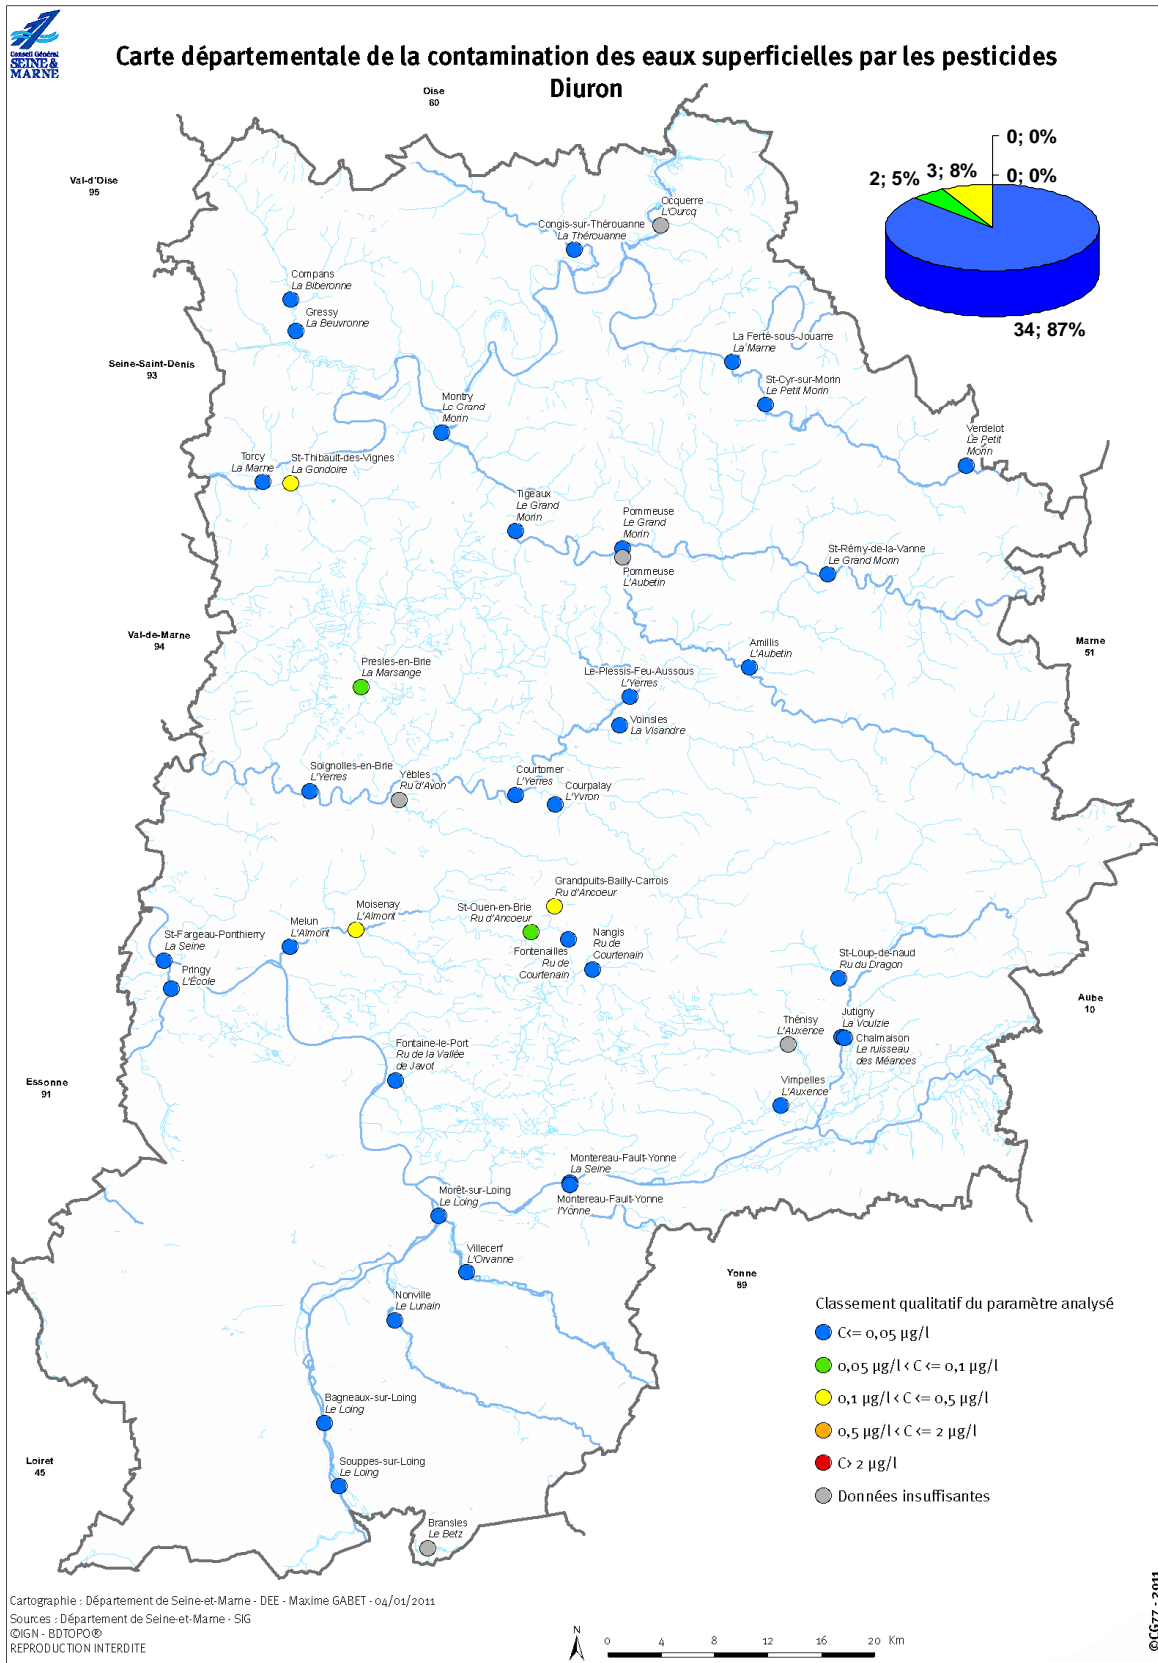 Conseil Général
SEINE &
MARNE
Carte départementale de la contamination des eaux superficielles par les pesticides
Diuron
Oise
60
Val-d'Oise
95
0; 0%
0; 0%
2; 5%
3; 8%
34; 87%
Ocquerre
L'Ourcq
Congis-sur-Thérouanne
La Thérouanne
Compans
La Biberonne
Gressy
La Beuvronne
La Ferté-sous-Jouarre
La Marne
Seine-Saint-Denis
93
St-Cyr-sur-Morin
Le Petit Morin
Montry
Le Grand
Morin
Verdelot
Le Petit
Morin
Torcy
La Marne
St-Thibault-des-Vignes
La Gondoire
Tigeaux
Le Grand
Morin
Pommeuse
Le Grand
Morin
St-Rémy-de-la-Vanne
Le Grand Morin
Pommeuse
L'Aubetin
Val-de-Marne
94
Marne
51
Amillis
L'Aubetin
Presles-en-Brie
La Marsange
Le-Plessis-Feu-Aussous
L'Yerres
Voinsles
La Visandre
Soignolles-en-Brie
L'Yerres
Yèbles
Ru d'Avon
Courtomer
L'Yerres
Courpalay
L'Yvron
Grandpuits-Bailly-Carrois
Ru d'Ancoeur
Moisenay
L'Almont
St-Ouen-en-Brie
Ru d'Ancoeur
Melun
L'Almont
Nangis
Ru de
Courtenain
St-Fargeau-Ponthierry
La Seine
Fontenailles
Ru de
Courtenain
St-Loup-de-naud
Ru du Dragon
Pringy
L'École
Aube
10
Jutigny
La Voulzie
Thénisy
L'Auxence
Chalmaison
Le ruisseau
des Méances
Fontaine-le-Port
Ru de la Vallée
de Javot
Essonne
91
Vimpelles
L'Auxence
Montereau-Fault-Yonne
La Seine
Montereau-Fault-Yonne
l'Yonne
Morêt-sur-Loing
Le Loing
Villecerf
L'Orvanne
Yonne
89
Nonville
Le Lunain
Classement qualitatif du paramètre analysé
C<= 0,05 µg/l
0,05 µg/l < C <= 0,1 µg/l
0,1 µg/l < C <= 0,5 µg/l
0,5 µg/l < C <= 2 µg/l
C> 2 µg/l
Données insuffisantes
Bagneaux-sur-Loing
Le Loing
Souppes-sur-Loing
Le Loing
Loiret
45
Bransles
Le Betz
Cartographie : Département de Seine-et-Marne - DEE - Maxime GABET - 04/01/2011
Sources : Département de Seine-et-Marne - SIG
©IGN - BDTOPO®
REPRODUCTION INTERDITE
N
0 4 8 12 16 20 Km
©CG77 - 2011